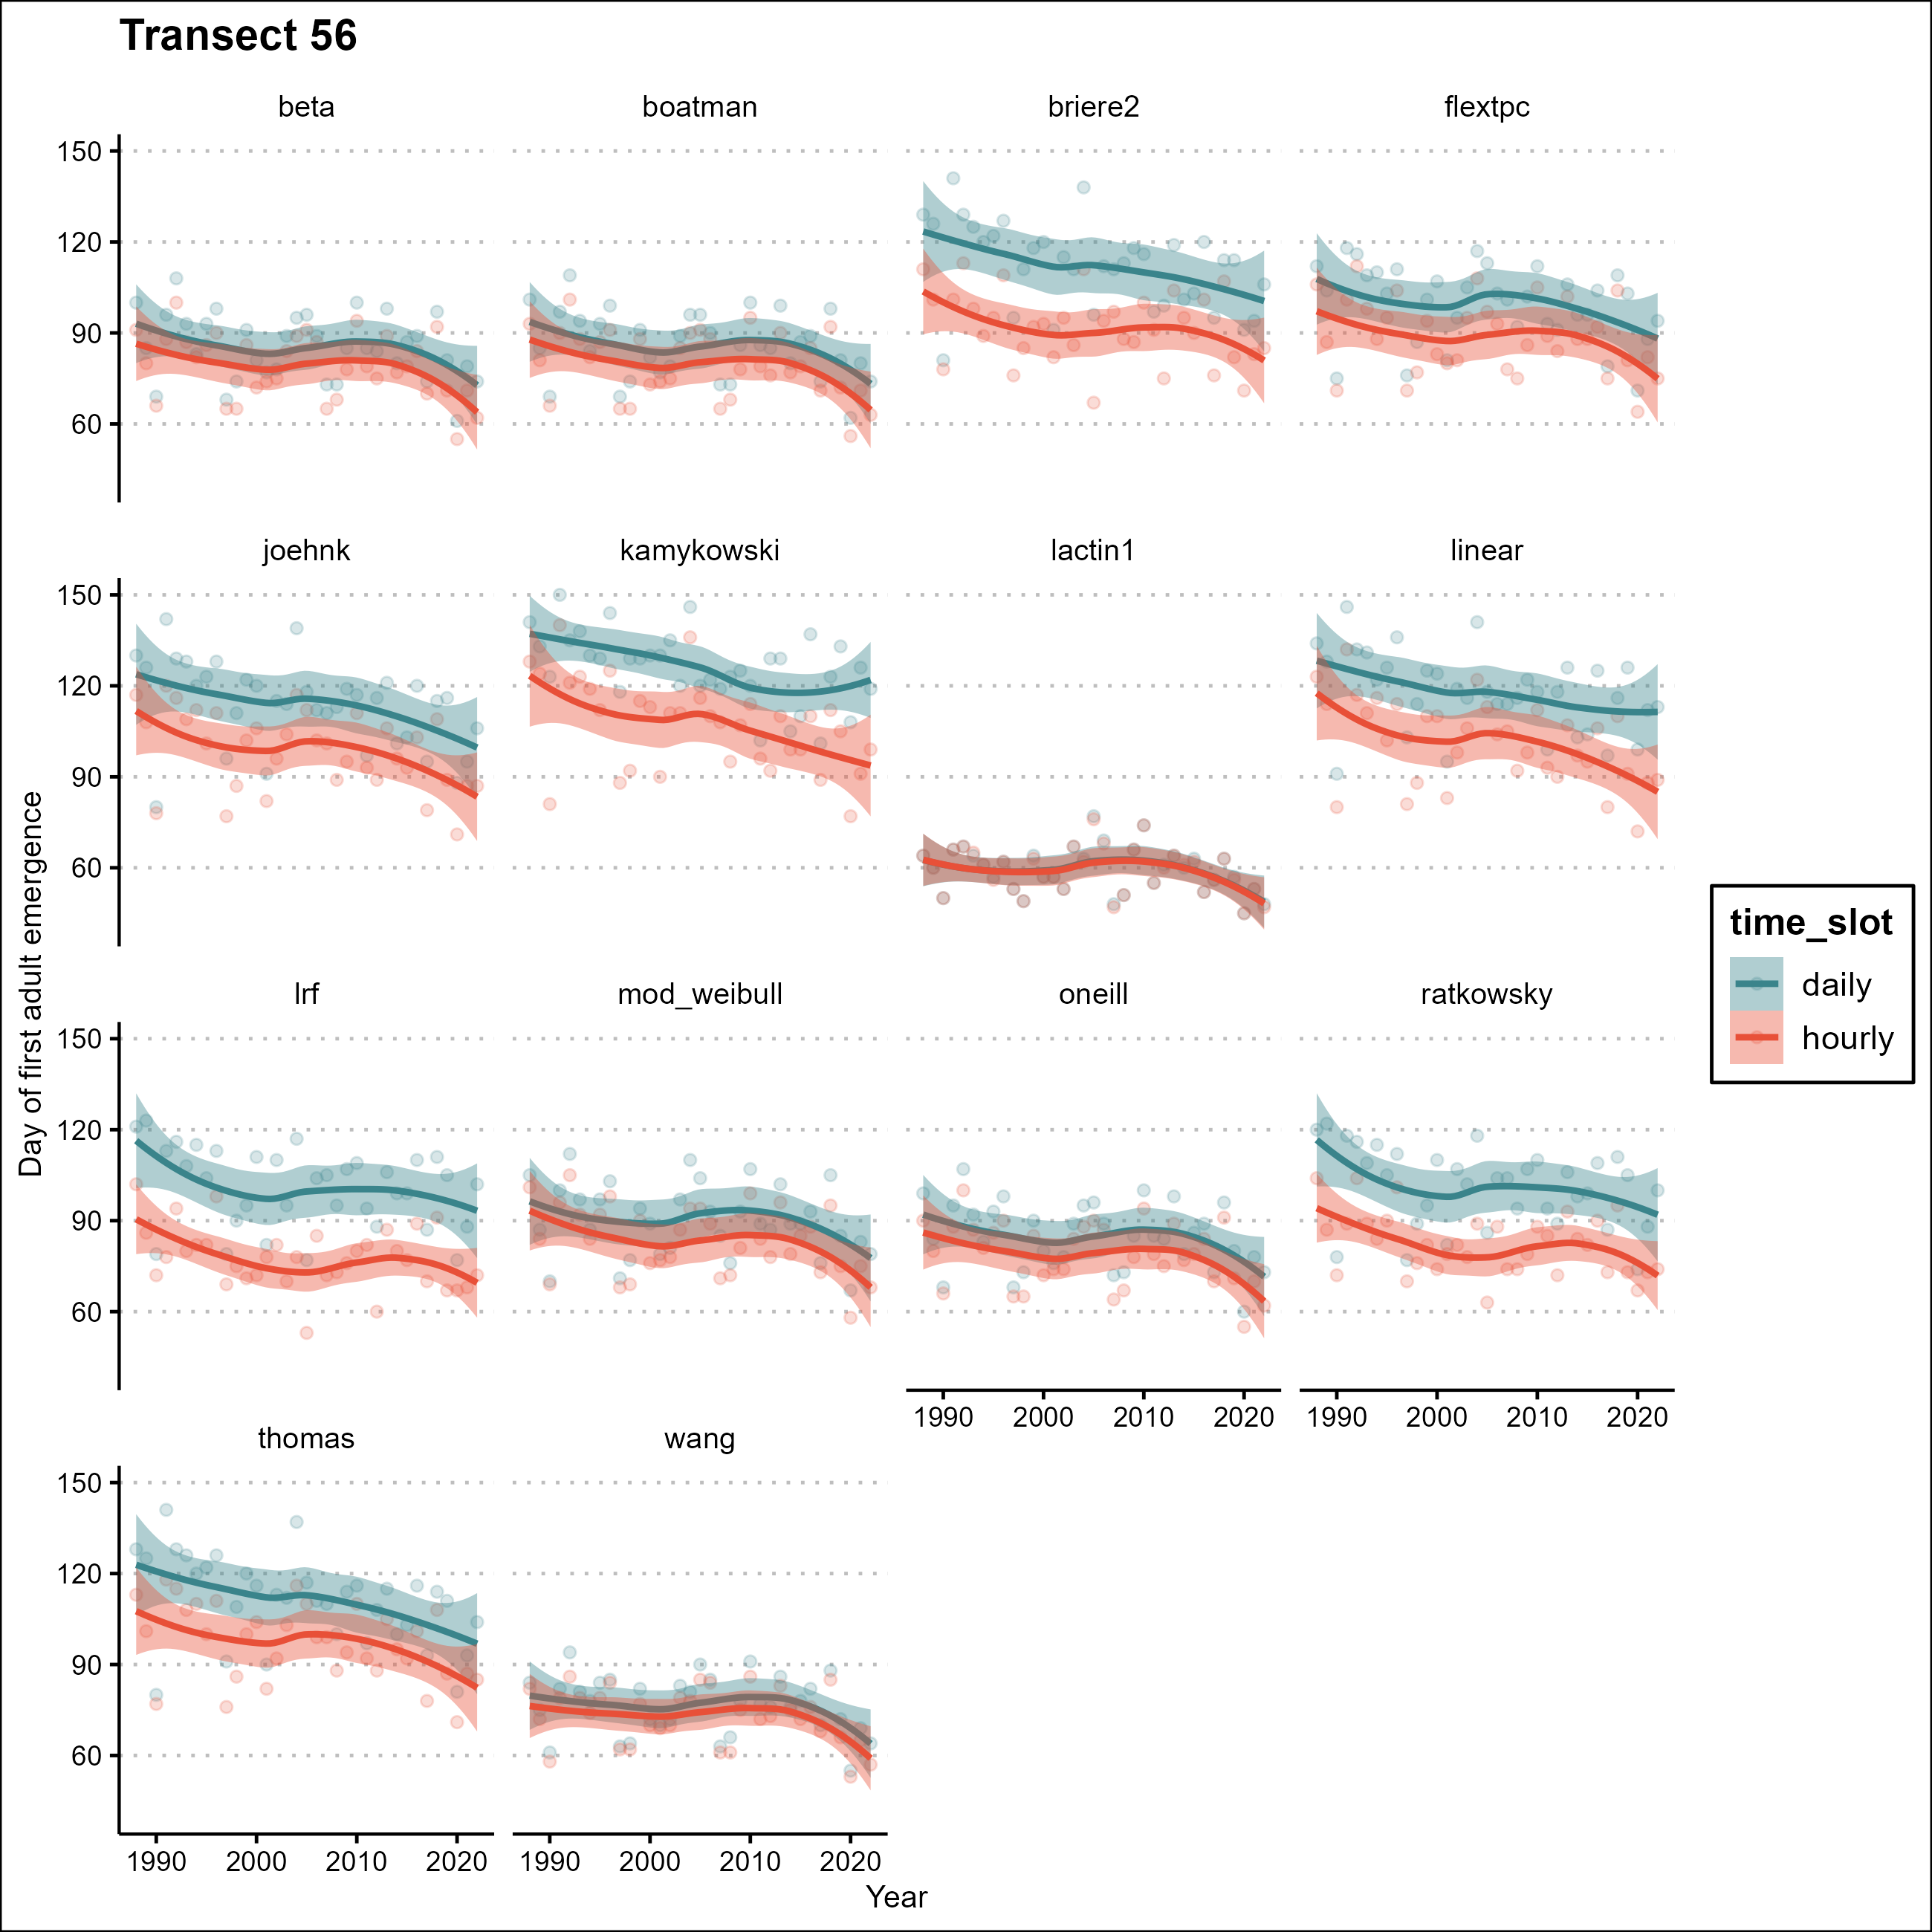 Transect 56
beta boatman briere2 flextpc
150
120
90
60
joehnk kamykowski lactin1 linear
150
120
90
60
Day of first adult emergence
time_slot
daily
hourly
lrf mod_weibull oneill ratkowsky
150
120
90
60
1990 2000 2010 2020 1990 2000 2010 2020
thomas wang
150
120
90
60
1990 2000 2010 2020 1990 2000 2010 2020
Year